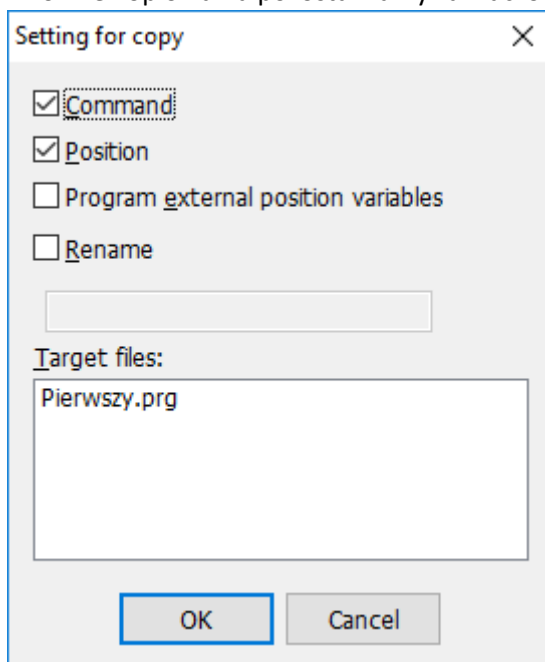 Setting for copy
Command
Position
Program external position variables
Rename
Target files:
Pierwszy.prg
OK
Cancel